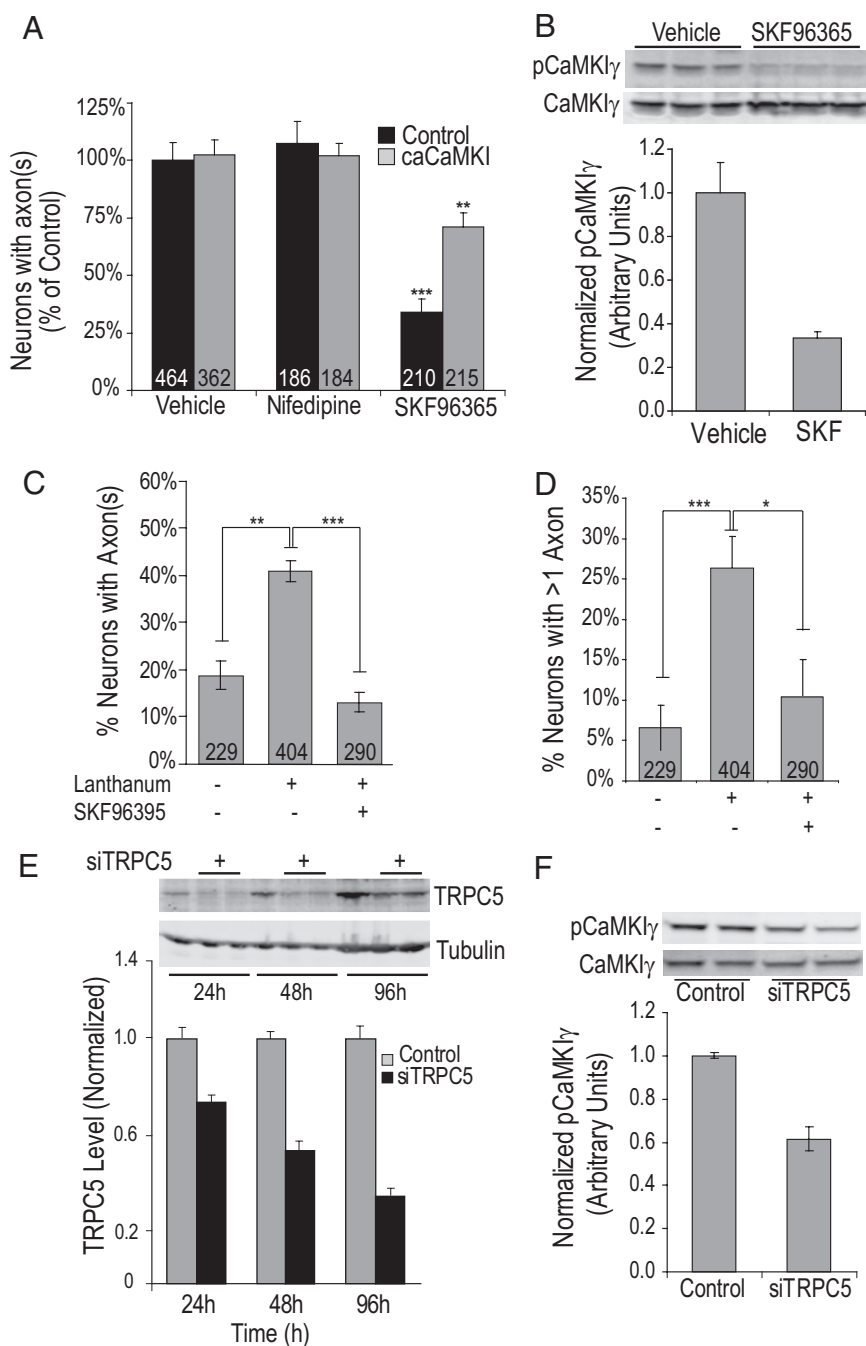 A
Neurons with axon(s)
(% of Control)
125%
100%
75%
50%
25%
0%
Control
caCaMKI
***
**
464 362 186 184 210 215
Vehicle Nifedipine SKF96365
B
Vehicle SKF96365
pCaMKIγ
CaMKIγ
Normalized pCaMKIγ
(Arbitrary Units)
1.2
1.0
0.8
0.6
0.4
0.2
0.0
Vehicle SKF
C
% Neurons with Axon(s)
60%
50%
40%
30%
20%
10%
0%
** ***
229 404 290
Lanthanum - + +
SKF96395 - - +
D
% Neurons with >1 Axon
35%
30%
25%
20%
15%
10%
5%
0%
*** *
229 404 290
- + +
- - +
E
siTRPC5 + + +
TRPC5
Tubulin
24h 48h 96h
TRPC5 Level (Normalized)
1.4
1.0
0.6
0.2
0
Control
siTRPC5
24h 48h 96h
Time (h)
F
pCaMKIγ
CaMKIγ
Control siTRPC5
Normalized pCaMKIγ
(Arbitrary Units)
1.2
1.0
0.8
0.6
0.4
0.2
0.0
Control siTRPC5